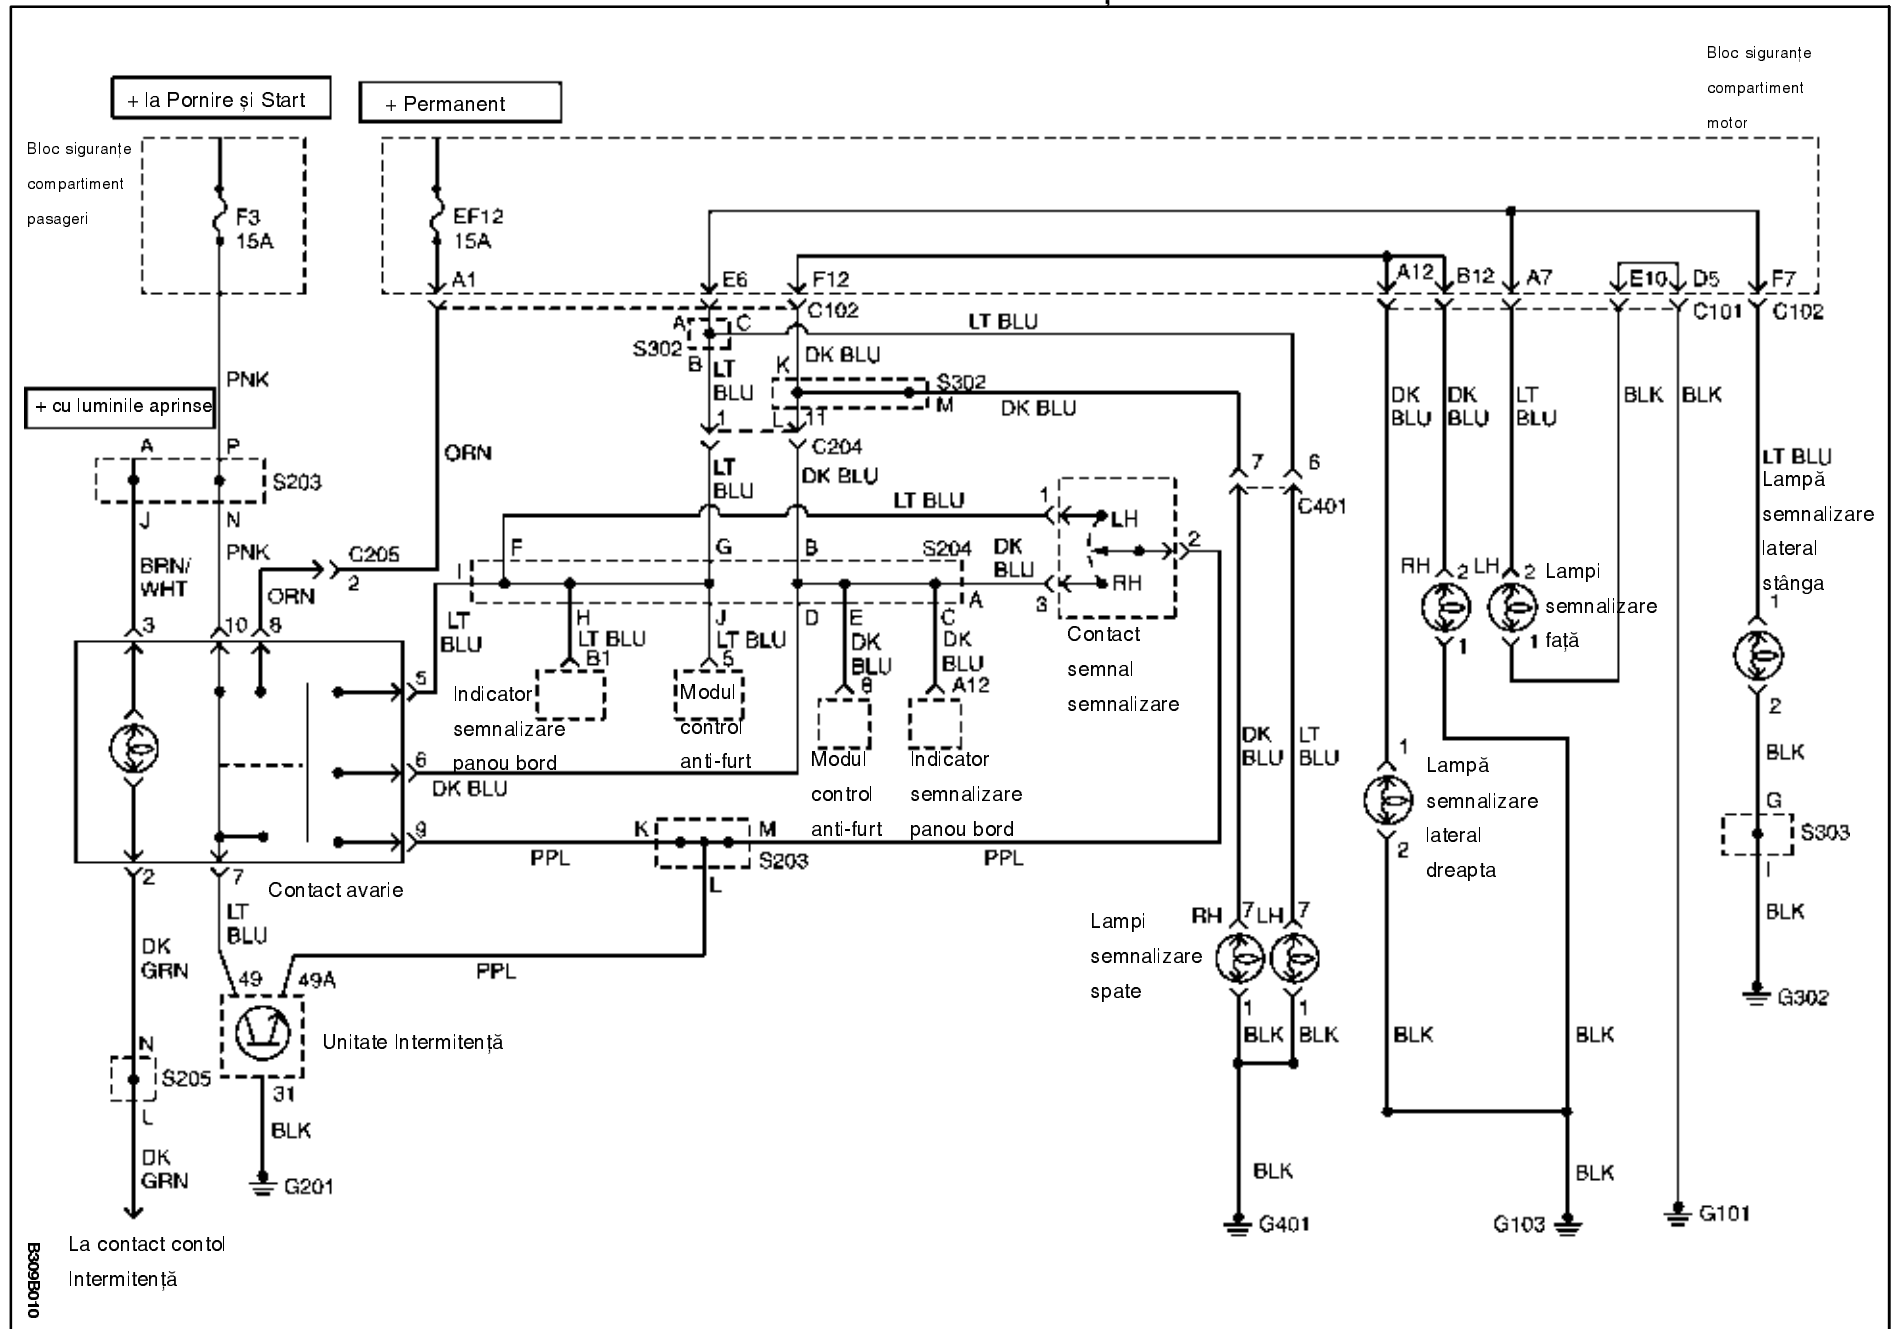 + la Pornire și Start
+ Permanent
Bloc siguranțe
compartiment
motor
Bloc siguranțe
compartiment
pasageri
F3
15A
EF12
15A
A1
E6
F12
A12
B12
A7
E10
D5
F7
C102
C101
C102
A
C
S302
B
LT BLU
DK BLU
K
S302
M
DK BLU
LT
BLU
1
L
11
C204
PNK
+ cu luminile aprinse
A
P
S203
J
N
ORN
LT
BLU
DK BLU
DK
BLU
DK
BLU
LT
BLU
BLK
BLK
7
6
C401
LT BLU
1
LH
2
RH
3
LT BLU
Lampă
semnalizare
lateral
stânga
BRN/
WHT
PNK
C205
2
ORN
F
G
B
S204
DK
BLU
I
A
LT
BLU
H
J
D
E
C
LT BLU
LT BLU
DK
BLU
DK
BLU
B1
5
8
A12
Contact
semnal
semnalizare
RH
2
LH
2
Lampi
semnalizare
față
1
1
1
2
3
10
8
5
6
9
Indicator
semnalizare
panou bord
Modul
control
anti-furt
Modul
control
anti-furt
Indicator
semnalizare
panou bord
DK BLU
DK
BLU
LT
BLU
1
Lampă
semnalizare
lateral
dreapta
2
BLK
G
S303
I
BLK
K
M
S203
L
PPL
PPL
2
7
Contact avarie
LT
BLU
DK
GRN
49
49A
PPL
Lampi
semnalizare
spate
RH
7
LH
7
1
1
BLK
BLK
BLK
BLK
G302
Unitate Intermitență
N
S205
L
31
BLK
DK
GRN
G201
BLK
G401
BLK
G103
G101
La contact contol
Intermitență
B309B010